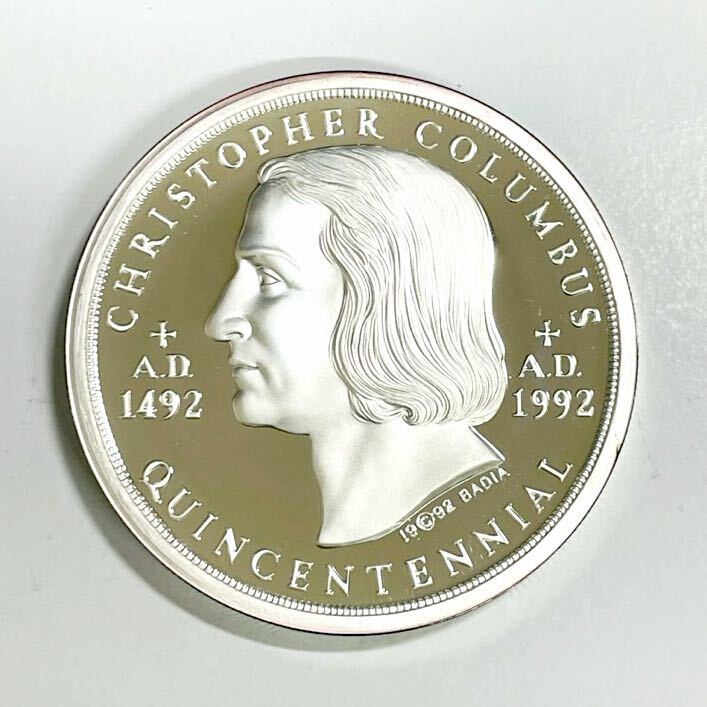 CHRISTOPHER COLUMBUS
A.D.
1492
A.D.
1992
19©92 BADIA
QUINCENTENNIAL